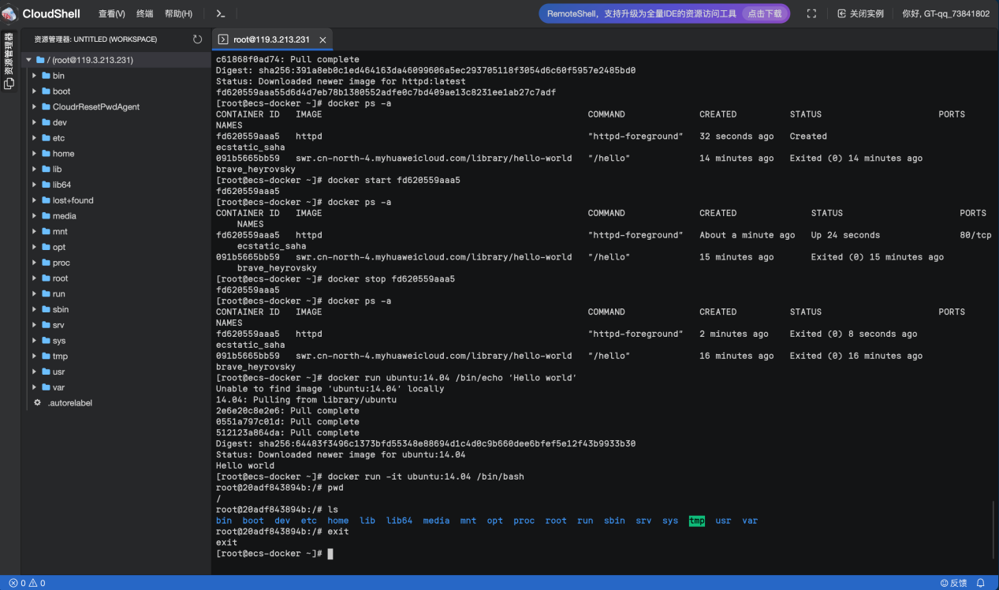 CloudShell 查看(V) 终端 帮助(H) >_ RemoteShell，支持升级为全量IDE的资源访问工具 点击下载 关闭实例 你好, GT-qq_73841802
资源管理器
资源管理器: UNTITLED (WORKSPACE)
/ (root@119.3.213.231)
bin
boot
CloudrResetPwdAgent
dev
etc
home
lib
lib64
lost+found
media
mnt
opt
proc
root
run
sbin
srv
sys
tmp
usr
var
.autorelabel
root@119.3.213.231
c61868f0ad74: Pull complete
Digest: sha256:391a8eb0c1ed464163da46099606a5ec293705118f3054d6c60f5957e2485bd0
Status: Downloaded newer image for httpd:latest
fd620559aaa55d6d4d7eb78b1380552adfe0c7bd409ae13c8231ee1ab27c7adf
[root@ecs-docker ~]# docker ps -a
CONTAINER ID IMAGE COMMAND CREATED STATUS PORTS
NAMES
fd620559aaa5 httpd "httpd-foreground" 32 seconds ago Created
ecstatic_saha
091b5665bb59 swr.cn-north-4.myhuaweicloud.com/library/hello-world "/hello" 14 minutes ago Exited (0) 14 minutes ago
brave_heyrovsky
[root@ecs-docker ~]# docker start fd620559aaa5
fd620559aaa5
[root@ecs-docker ~]# docker ps -a
CONTAINER ID IMAGE COMMAND CREATED STATUS PORTS
NAMES
fd620559aaa5 httpd "httpd-foreground" About a minute ago Up 24 seconds 80/tcp
ecstatic_saha
091b5665bb59 swr.cn-north-4.myhuaweicloud.com/library/hello-world "/hello" 15 minutes ago Exited (0) 15 minutes ago
brave_heyrovsky
[root@ecs-docker ~]# docker stop fd620559aaa5
fd620559aaa5
[root@ecs-docker ~]# docker ps -a
CONTAINER ID IMAGE COMMAND CREATED STATUS PORTS
NAMES
fd620559aaa5 httpd "httpd-foreground" 2 minutes ago Exited (0) 8 seconds ago
ecstatic_saha
091b5665bb59 swr.cn-north-4.myhuaweicloud.com/library/hello-world "/hello" 16 minutes ago Exited (0) 16 minutes ago
brave_heyrovsky
[root@ecs-docker ~]# docker run ubuntu:14.04 /bin/echo 'Hello world'
Unable to find image 'ubuntu:14.04' locally
14.04: Pulling from library/ubuntu
2e6e20c8e2e6: Pull complete
0551a797c01d: Pull complete
512123a864da: Pull complete
Digest: sha256:64483f3496c1373bfd55348e88694d1c4d0c9b660dee6bfef5e12f43b9933b30
Status: Downloaded newer image for ubuntu:14.04
Hello world
[root@ecs-docker ~]# docker run -it ubuntu:14.04 /bin/bash
root@20adf843894b:/# pwd
/
root@20adf843894b:/# ls
bin boot dev etc home lib lib64 media mnt opt proc root run sbin srv sys tmp usr var
root@20adf843894b:/# exit
exit
[root@ecs-docker ~]#
0 0 反馈